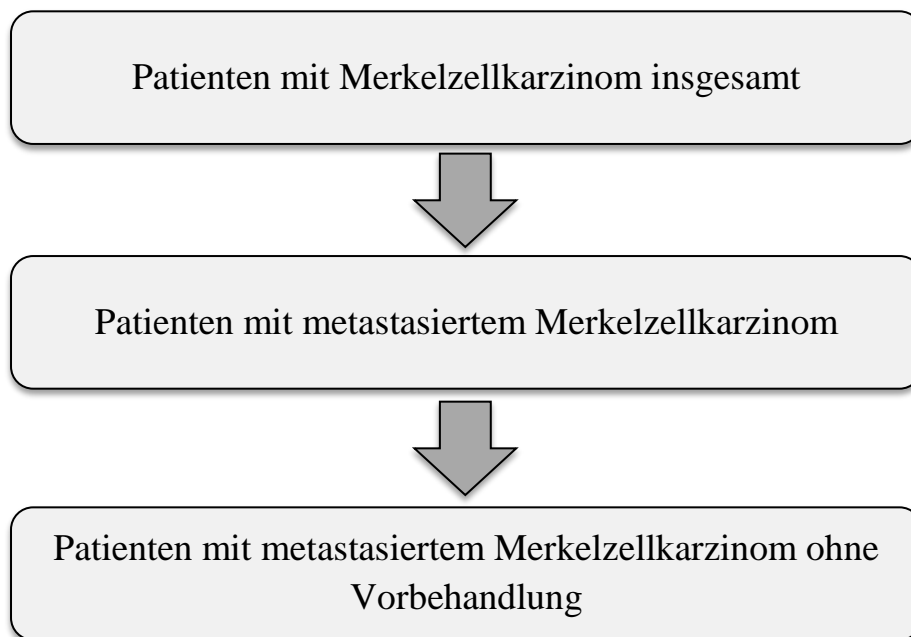 Patienten mit Merkelzellkarzinom insgesamt
Patienten mit metastasiertem Merkelzellkarzinom
Patienten mit metastasiertem Merkelzellkarzinom ohne
Vorbehandlung